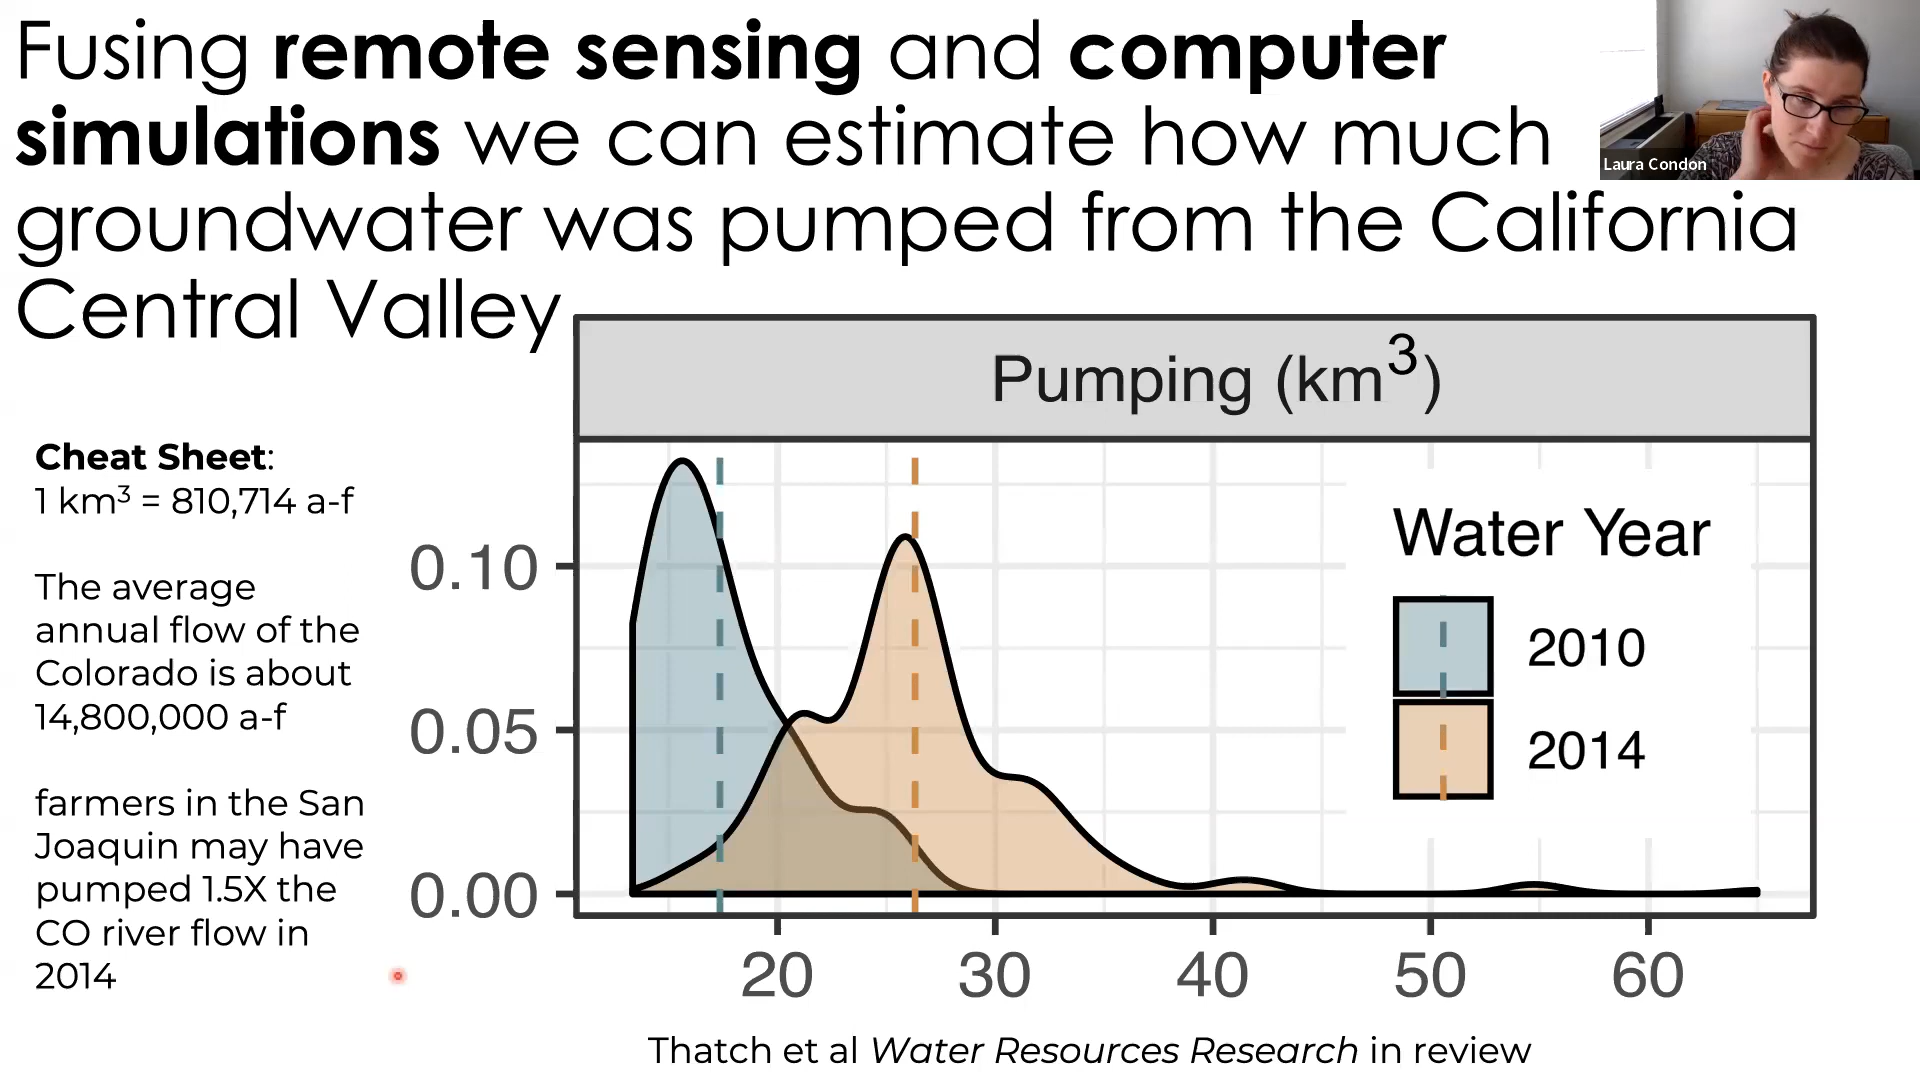 Fusing remote sensing and computer
simulations we can estimate how much
groundwater was pumped from the California
Central Valley
Laura Condon
Cheat Sheet:
1 km³ = 810,714 a-f
The average
annual flow of the
Colorado is about
14,800,000 a-f
farmers in the San
Joaquin may have
pumped 1.5X the
CO river flow in
2014
Pumping (km³)
0.10
0.05
0.00
Water Year
2010
2014
20 30 40 50 60
Thatch et al Water Resources Research in review